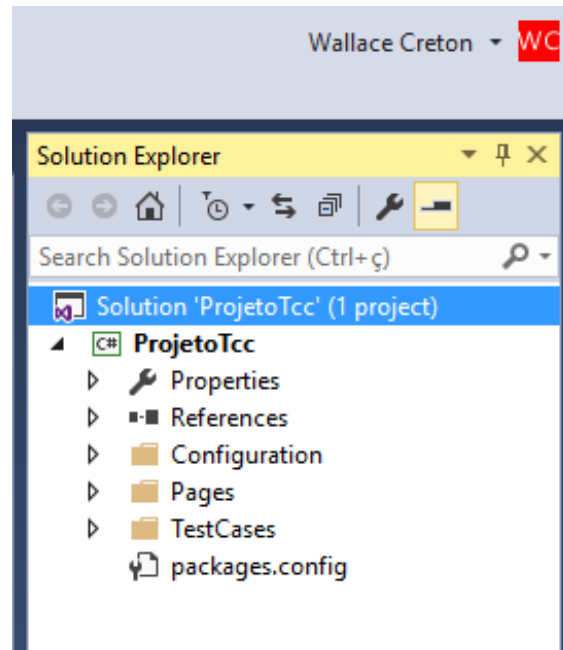 Wallace Creton WC
Solution Explorer
Search Solution Explorer (Ctrl+ç)
Solution 'ProjetoTcc' (1 project)
C# ProjetoTcc
Properties
References
Configuration
Pages
TestCases
packages.config